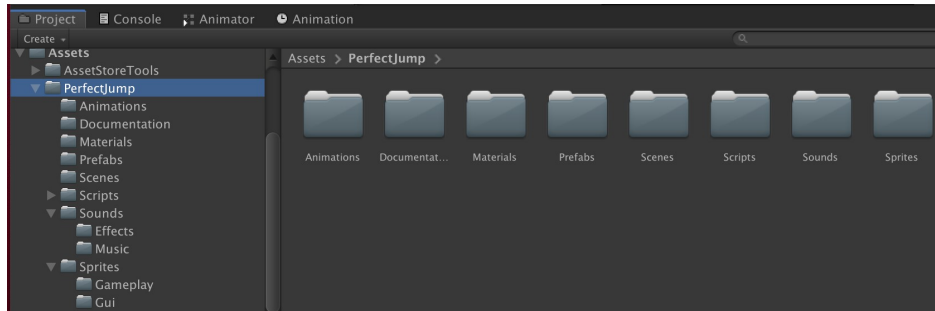 Project Console Animator Animation
Create
Assets
AssetStoreTools
PerfectJump
Animations
Documentation
Materials
Prefabs
Scenes
Scripts
Sounds
Effects
Music
Sprites
Gameplay
Gui
Assets > PerfectJump >
Animations Documentat... Materials Prefabs Scenes Scripts Sounds Sprites